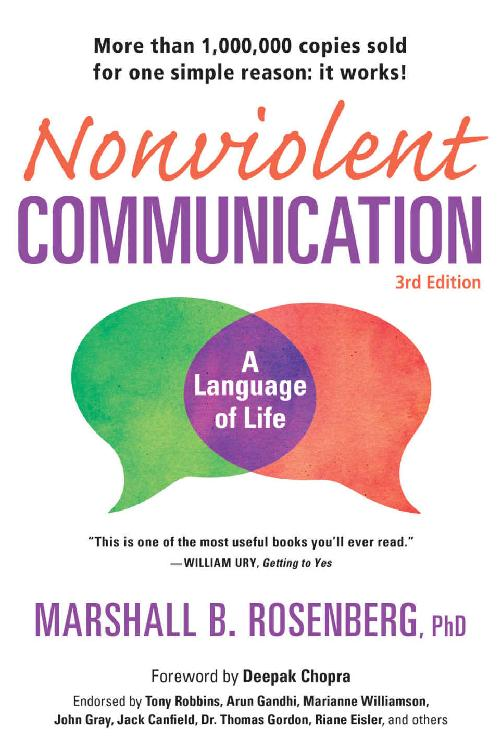 More than 1,000,000 copies sold
for one simple reason: it works!
Nonviolent
COMMUNICATION
3rd Edition
A
Language
of Life
“This is one of the most useful books you’ll ever read.”
—WILLIAM URY, Getting to Yes
MARSHALL B. ROSENBERG, PhD
Foreword by Deepak Chopra
Endorsed by Tony Robbins, Arun Gandhi, Marianne Williamson,
John Gray, Jack Canfield, Dr. Thomas Gordon, Riane Eisler, and others